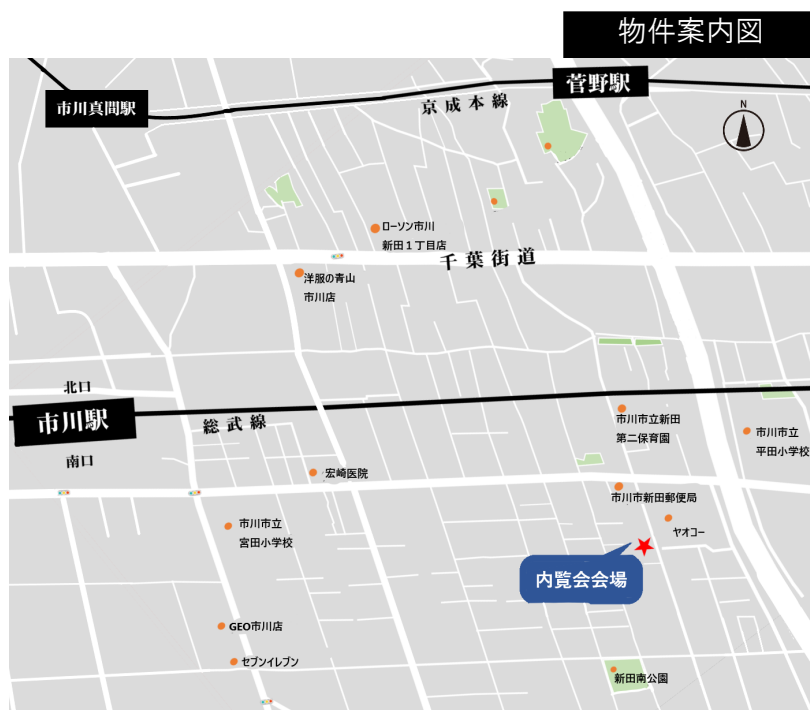 物件案内図
菅野駅
市川真間駅
京成本線
N
ローソン市川
新田１丁目店
千葉街道
洋服の青山
市川店
北口
市川駅
総武線
南口
市川市立新田
第二保育園
市川市立
平田小学校
宏崎医院
市川市新田郵便局
市川市立
宮田小学校
ヤオコー
内覧会会場
GEO市川店
セブンイレブン
新田南公園